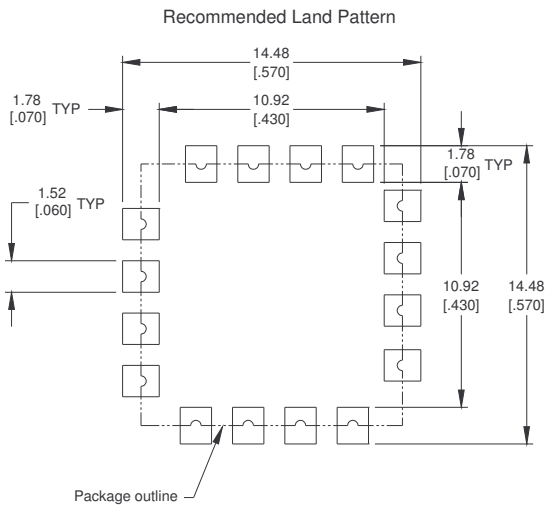 Recommended Land Pattern
14.48
[.570]
1.78
[.070] TYP
10.92
[.430]
1.78
[.070] TYP
1.52
[.060] TYP
10.92
[.430]
14.48
[.570]
Package outline